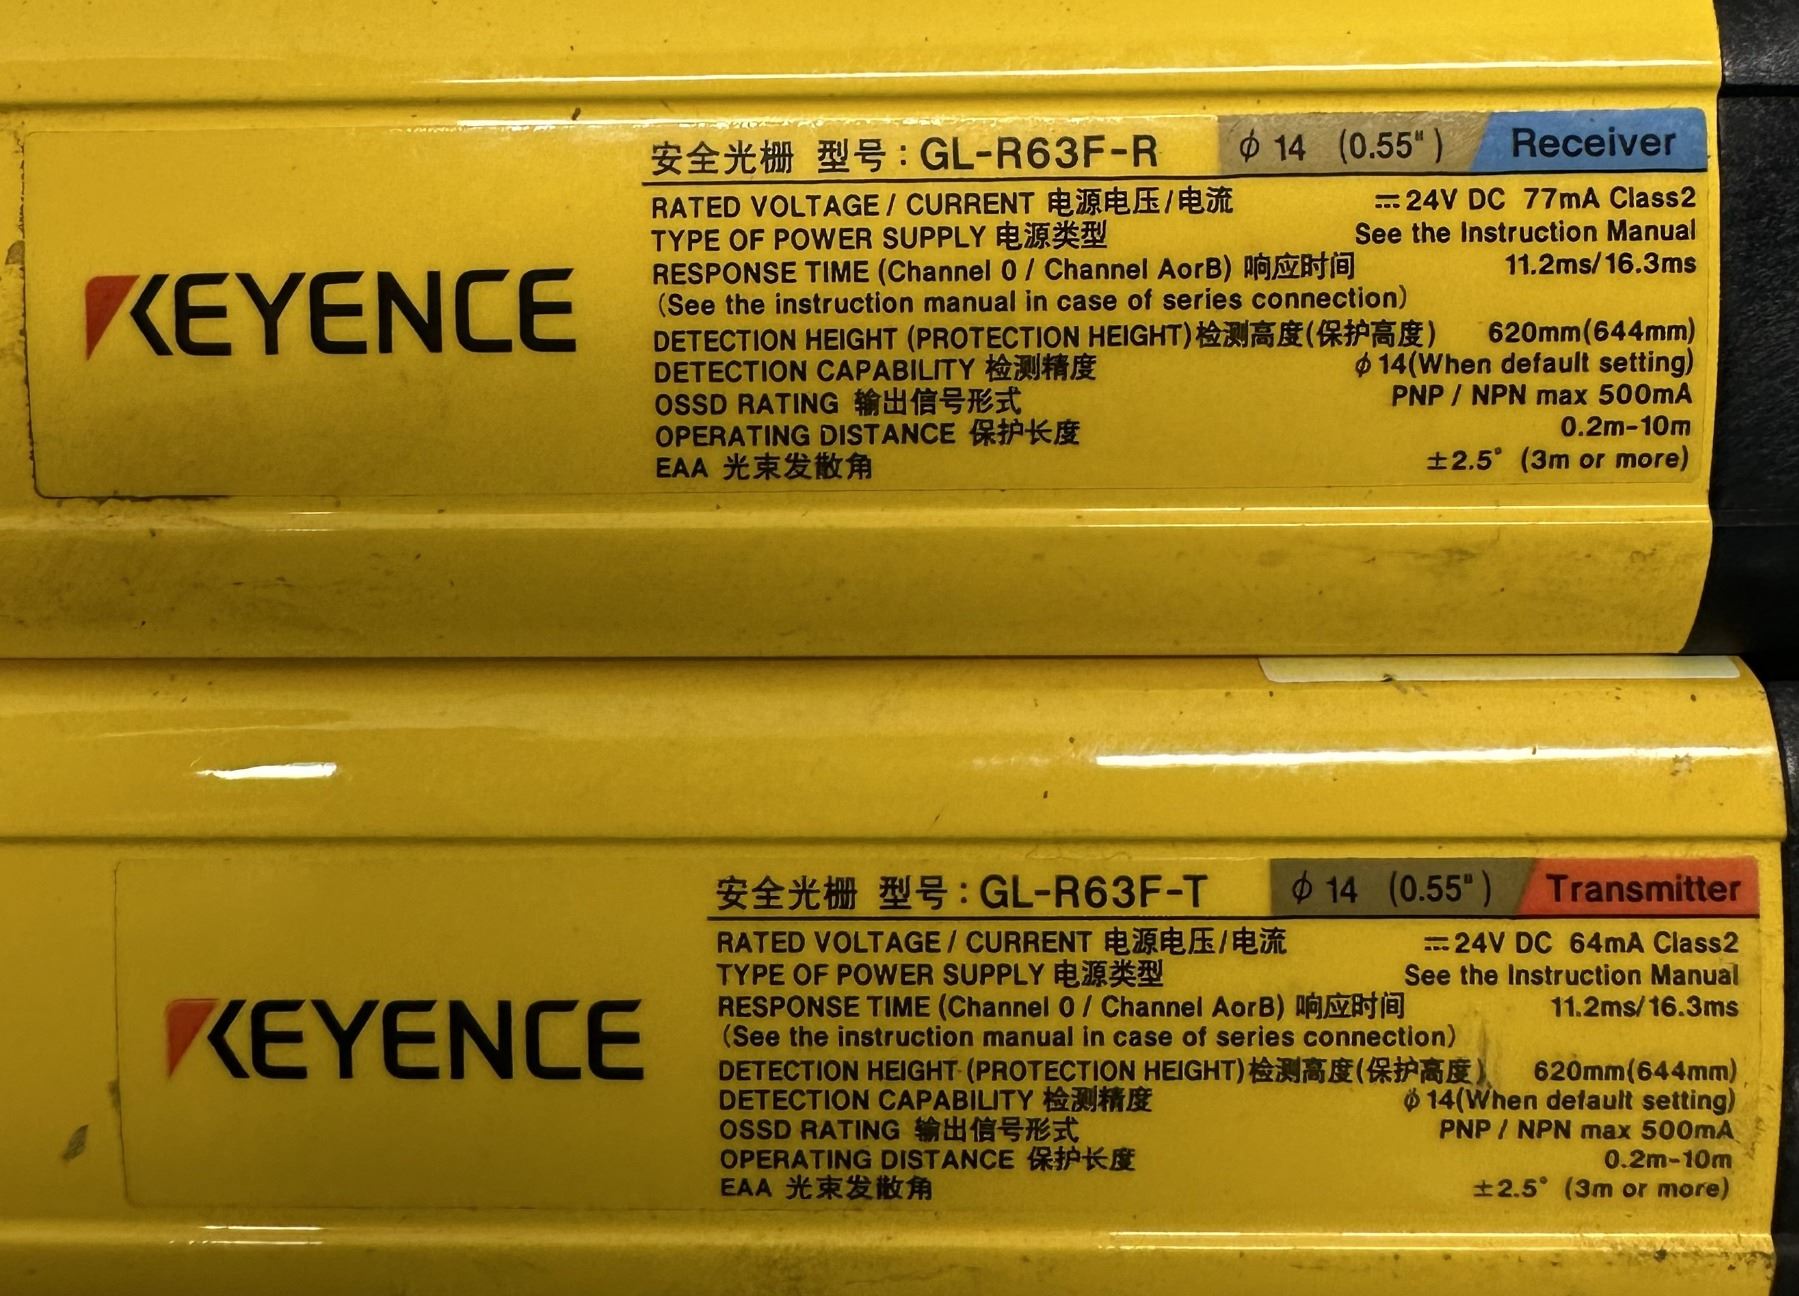 安全光栅 型号：GL-R63F-R ϕ 14 (0.55") Receiver
RATED VOLTAGE / CURRENT 电源电压/电流 ⎓24V DC 77mA Class2
TYPE OF POWER SUPPLY 电源类型 See the Instruction Manual
RESPONSE TIME (Channel 0 / Channel AorB) 响应时间 11.2ms/16.3ms
(See the instruction manual in case of series connection)
DETECTION HEIGHT (PROTECTION HEIGHT)检测高度(保护高度) 620mm(644mm)
DETECTION CAPABILITY 检测精度 ϕ 14(When default setting)
OSSD RATING 输出信号形式 PNP / NPN max 500mA
OPERATING DISTANCE 保护长度 0.2m-10m
EAA 光束发散角 ±2.5° (3m or more)
KEYENCE
安全光栅 型号：GL-R63F-T ϕ 14 (0.55") Transmitter
RATED VOLTAGE / CURRENT 电源电压/电流 ⎓24V DC 64mA Class2
TYPE OF POWER SUPPLY 电源类型 See the Instruction Manual
RESPONSE TIME (Channel 0 / Channel AorB) 响应时间 11.2ms/16.3ms
(See the instruction manual in case of series connection)
DETECTION HEIGHT (PROTECTION HEIGHT)检测高度(保护高度) 620mm(644mm)
DETECTION CAPABILITY 检测精度 ϕ 14(When default setting)
OSSD RATING 输出信号形式 PNP / NPN max 500mA
OPERATING DISTANCE 保护长度 0.2m-10m
EAA 光束发散角 ±2.5° (3m or more)
KEYENCE